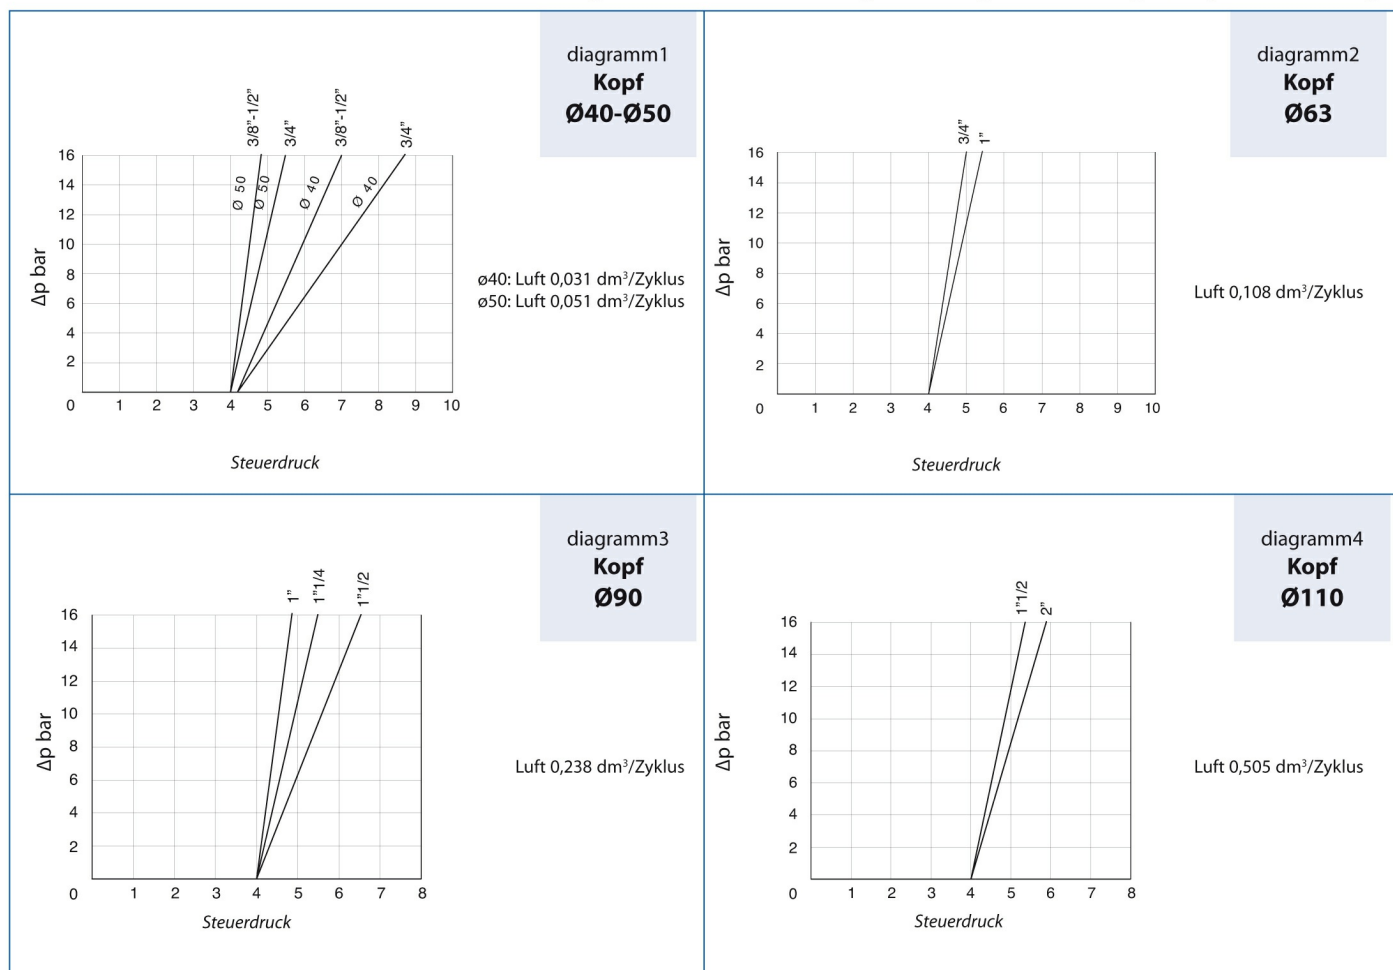 diagramm1
Kopf
Ø40-Ø50
3/8"-1/2"
3/4"
3/8"-1/2"
3/4"
Ø 50
Ø 50
Ø 40
Ø 40
16
14
12
10
8
6
4
2
0 1 2 3 4 5 6 7 8 9 10
Δp bar
Steuerdruck
ø40: Luft 0,031 dm³/Zyklus
ø50: Luft 0,051 dm³/Zyklus
diagramm2
Kopf
Ø63
3/4"
1"
16
14
12
10
8
6
4
2
0 1 2 3 4 5 6 7 8 9 10
Δp bar
Steuerdruck
Luft 0,108 dm³/Zyklus
diagramm3
Kopf
Ø90
1"
1"1/4
1"1/2
16
14
12
10
8
6
4
2
0 1 2 3 4 5 6 7 8
Δp bar
Steuerdruck
Luft 0,238 dm³/Zyklus
diagramm4
Kopf
Ø110
1"1/2
2"
16
14
12
10
8
6
4
2
0 1 2 3 4 5 6 7 8
Δp bar
Steuerdruck
Luft 0,505 dm³/Zyklus